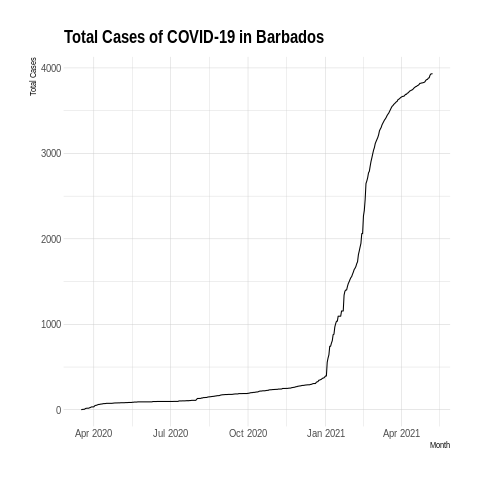 Total Cases of COVID-19 in Barbados
Total Cases
4000
3000
2000
1000
0
Apr 2020 Jul 2020 Oct 2020 Jan 2021 Apr 2021
Month